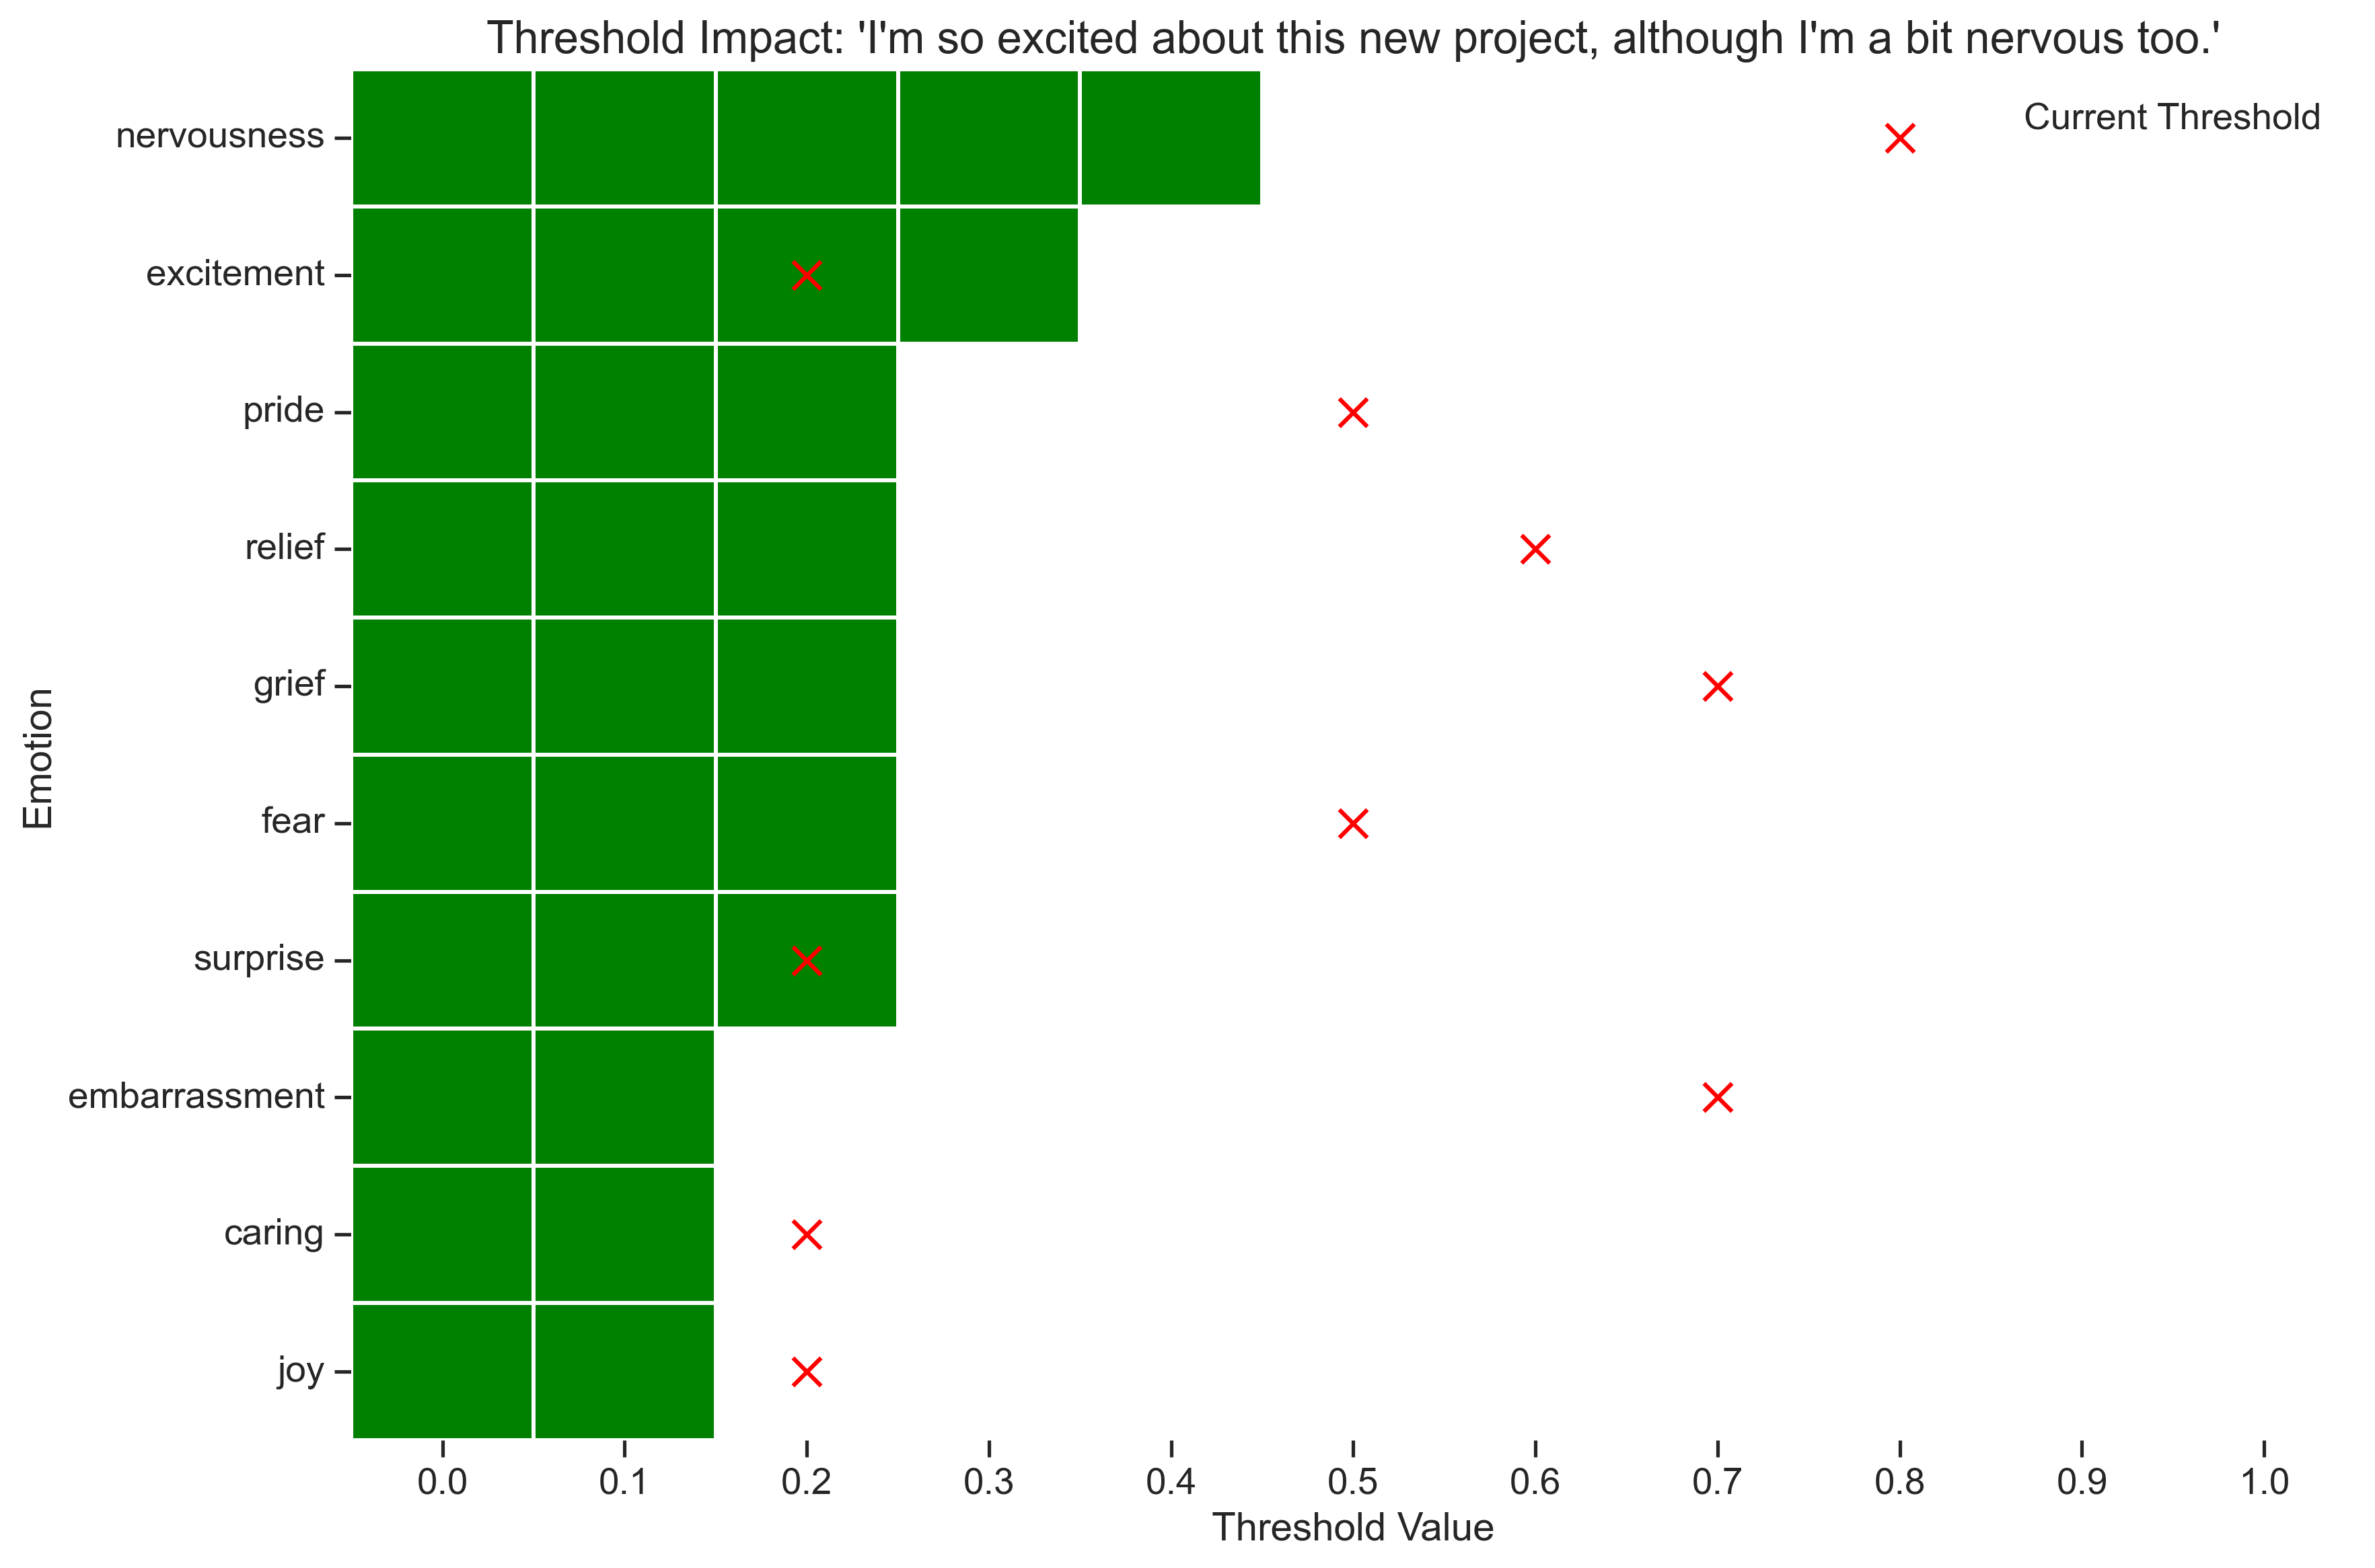 Threshold Impact: 'I'm so excited about this new project, although I'm a bit nervous too.'
Current Threshold
nervousness
excitement
pride
relief
grief
fear
surprise
embarrassment
caring
joy
Emotion
0.0 0.1 0.2 0.3 0.4 0.5 0.6 0.7 0.8 0.9 1.0
Threshold Value